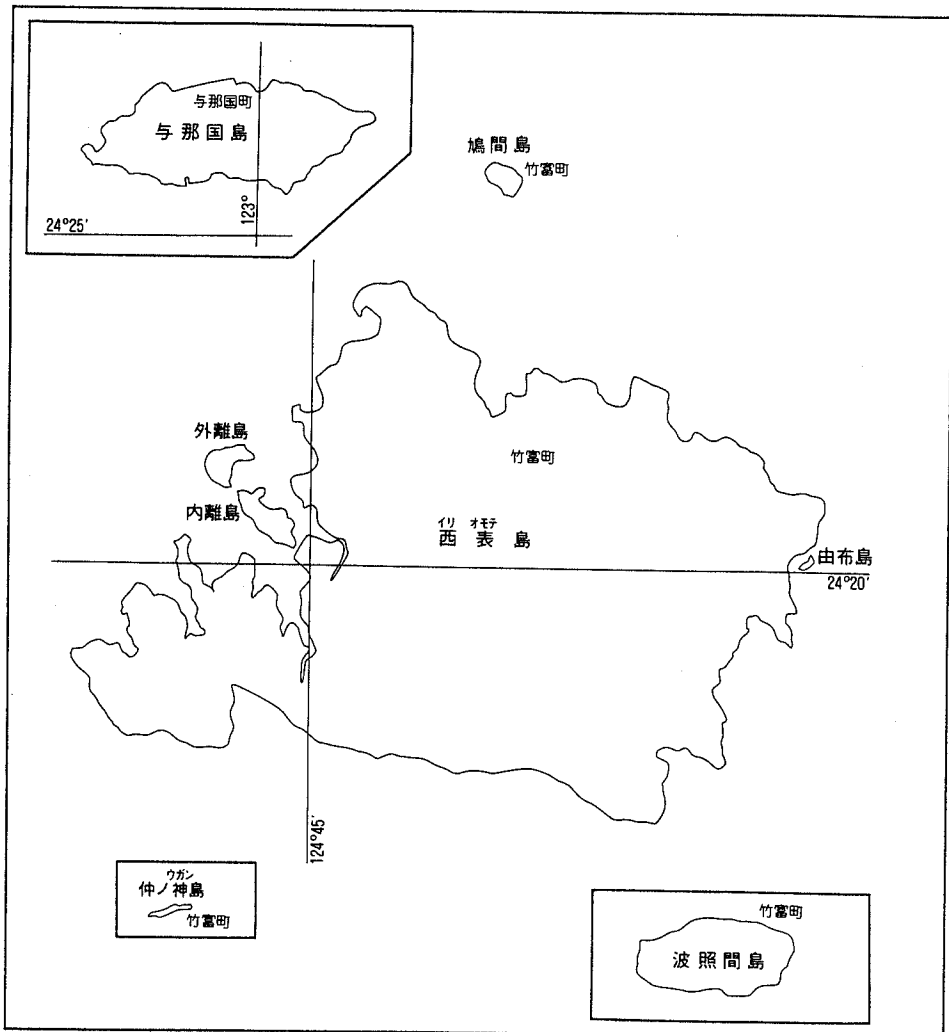 与那国町
与那国島
123°
24°25'
鳩間島
竹富町
外離島
竹富町
内離島
イリ オモテ
西表島
由布島
24°20'
124°45'
ウガン
仲ノ神島
竹富町
竹富町
波照間島